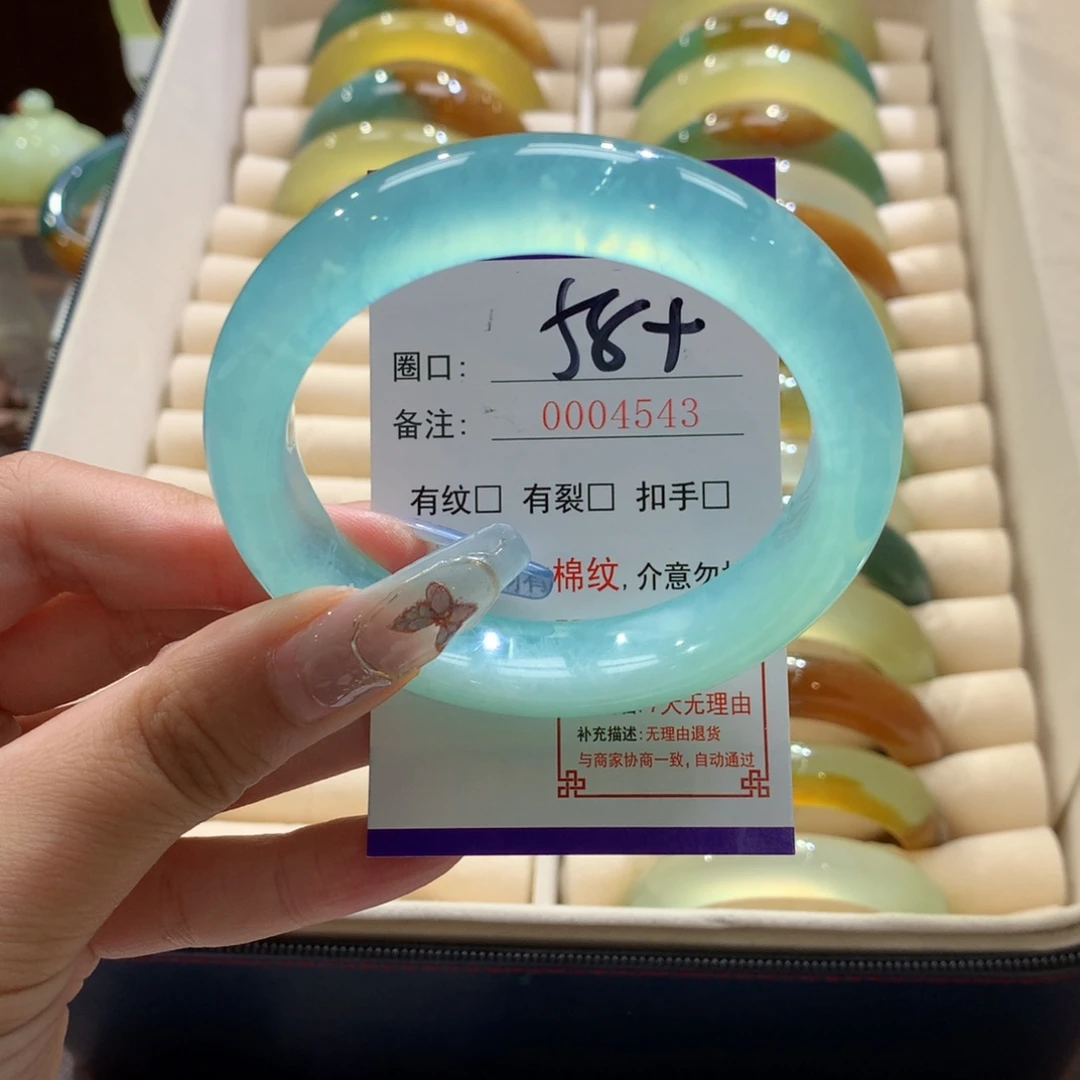 圈口: 58+
备注: 0004543
有纹□ 有裂□ 扣手□
棉纹,介意勿
7天无理由
补充描述:无理由退货
与商家协商一致,自动通过